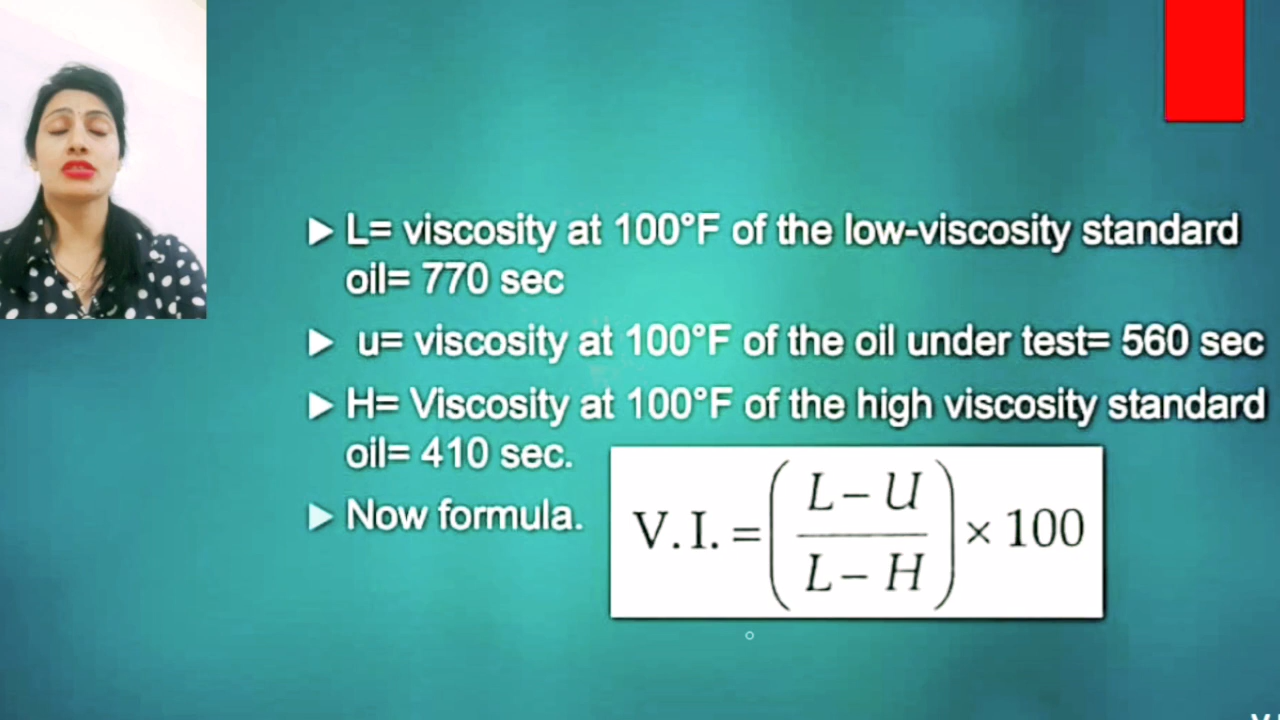 L= viscosity at 100°F of the low-viscosity standard
oil= 770 sec
u= viscosity at 100°F of the oil under test= 560 sec
H= Viscosity at 100°F of the high viscosity standard
oil= 410 sec.
Now formula.
V.I. = (L – U / L – H) × 100